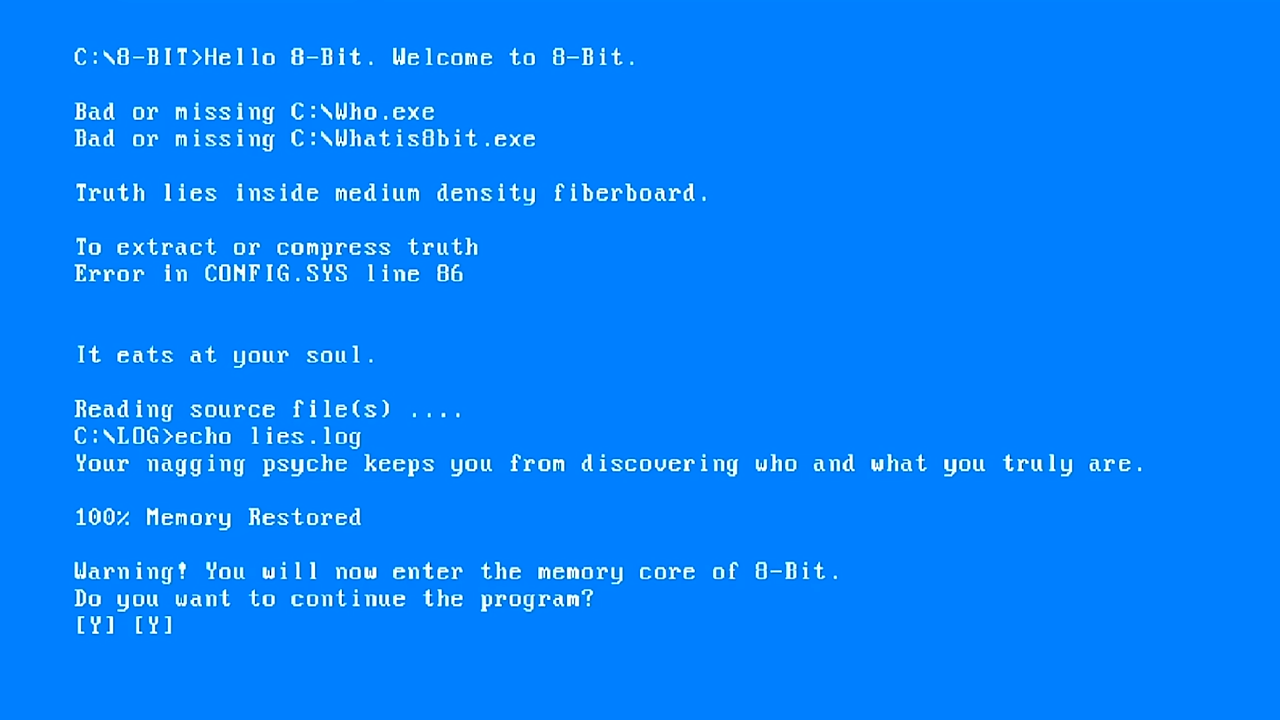 C:\8-BIT>Hello 8-Bit. Welcome to 8-Bit.
Bad or missing C:\Who.exe
Bad or missing C:\Whatis8bit.exe
Truth lies inside medium density fiberboard.
To extract or compress truth
Error in CONFIG.SYS line 86
It eats at your soul.
Reading source file(s) ....
C:\LOG>echo lies.log
Your nagging psyche keeps you from discovering who and what you truly are.
100% Memory Restored
Warning! You will now enter the memory core of 8-Bit.
Do you want to continue the program?
[Y] [Y]